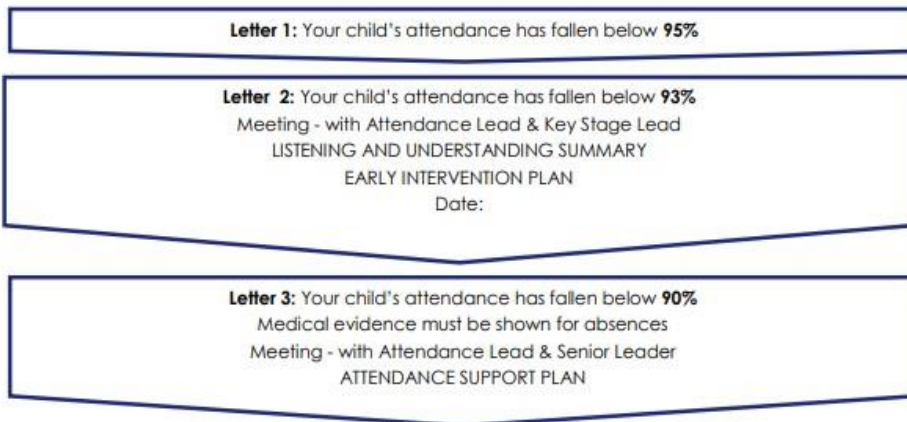 Letter 1: Your child's attendance has fallen below 95%
Letter 2: Your child's attendance has fallen below 93%
Meeting - with Attendance Lead & Key Stage Lead
LISTENING AND UNDERSTANDING SUMMARY
EARLY INTERVENTION PLAN
Date:
Letter 3: Your child's attendance has fallen below 90%
Medical evidence must be shown for absences
Meeting - with Attendance Lead & Senior Leader
ATTENDANCE SUPPORT PLAN